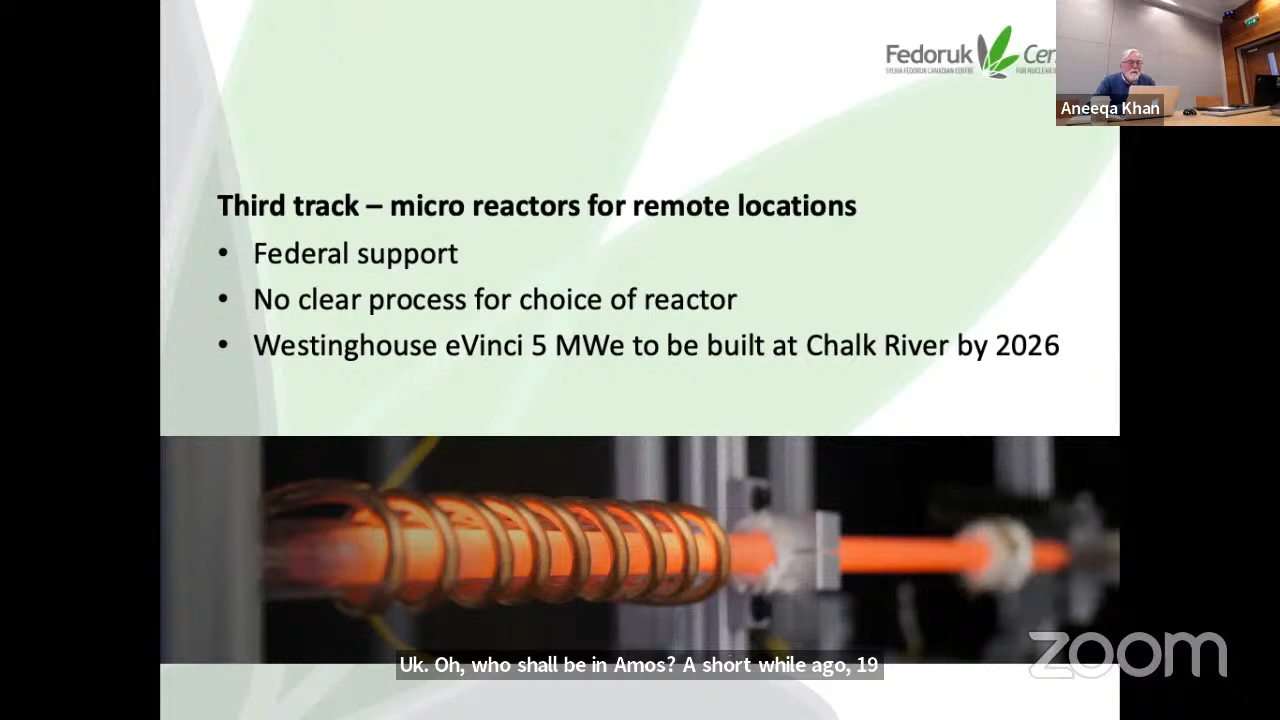 Fedoruk
SYLVIA FEDORUK CANADIAN CENTRE
FOR NUCLEAR
Aneeqa Khan
Third track – micro reactors for remote locations
• Federal support
• No clear process for choice of reactor
• Westinghouse eVinci 5 MWe to be built at Chalk River by 2026
Uk. Oh, who shall be in Amos? A short while ago, 19
zoom